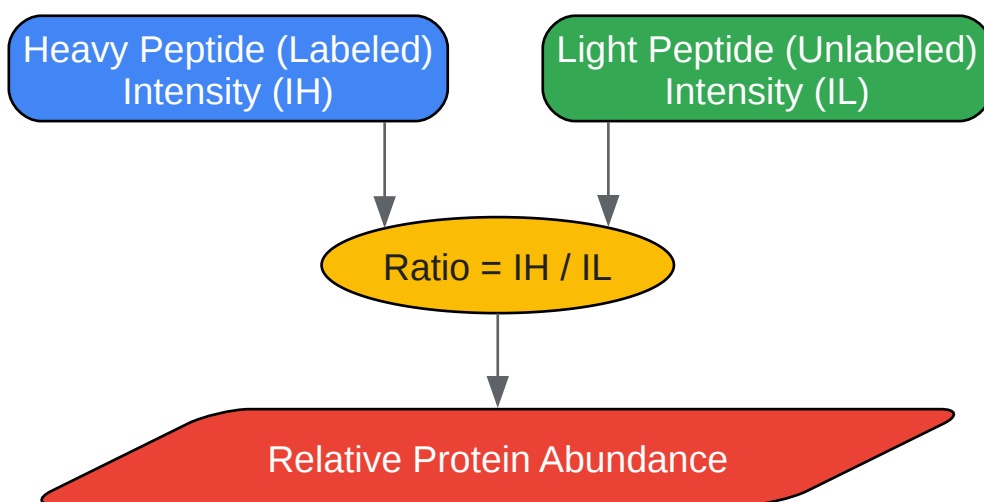 Heavy Peptide (Labeled)
Intensity (IH)
Light Peptide (Unlabeled)
Intensity (IL)
Ratio = IH / IL
Relative Protein Abundance